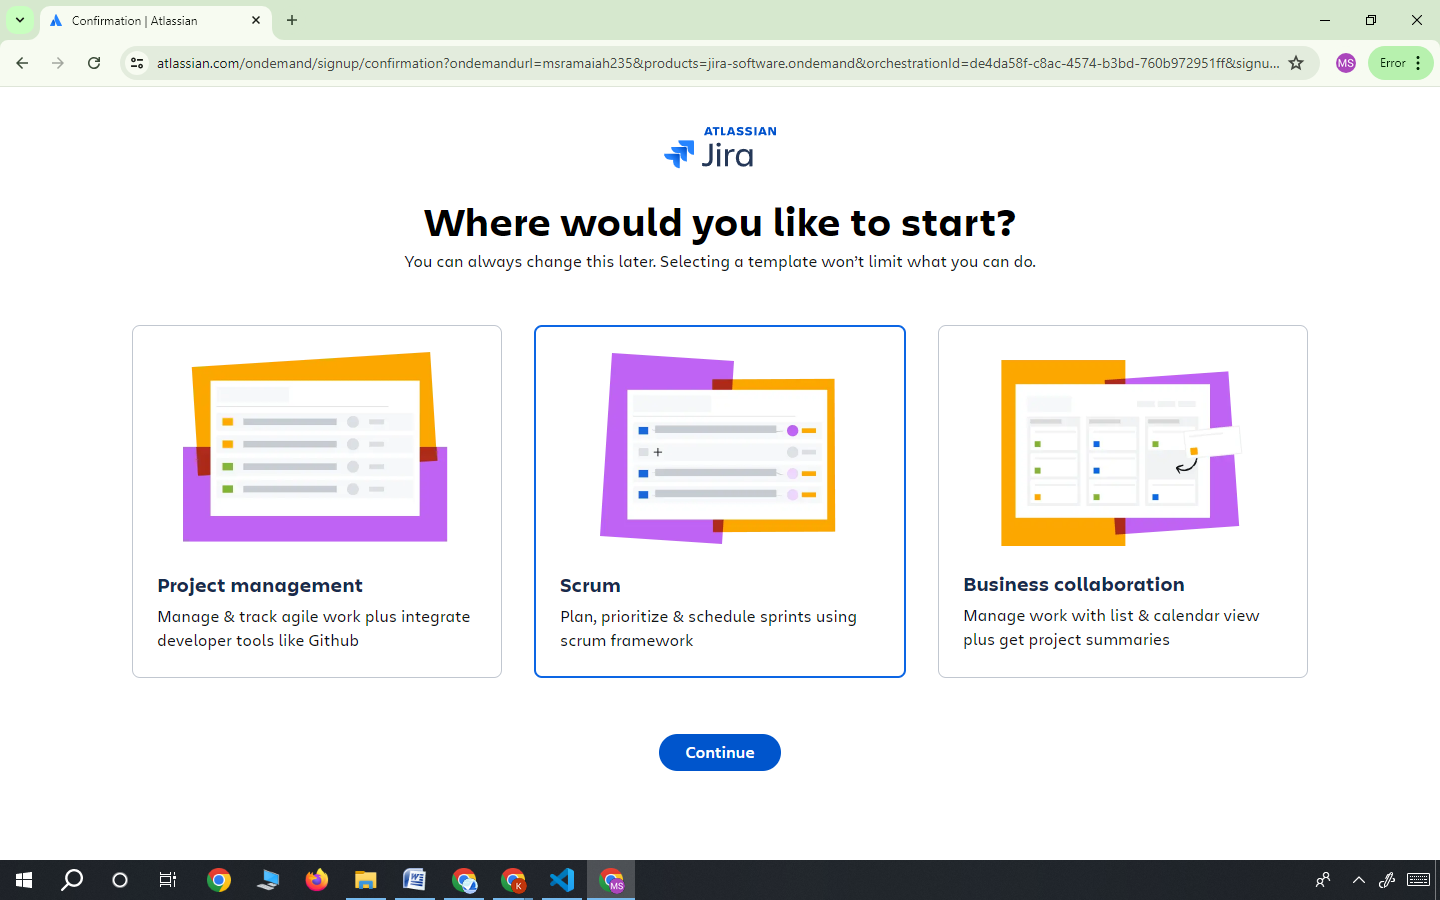 Confirmation | Atlassian
atlassian.com/ondemand/signup/confirmation?ondemandurl=msramaiah235&products=jira-software.ondemand&orchestrationId=de4da58f-c8ac-4574-b3bd-760b972951ff&signu...
MS
Error
ATLASSIAN
Jira
Where would you like to start?
You can always change this later. Selecting a template won’t limit what you can do.
Project management
Manage & track agile work plus integrate
developer tools like Github
Scrum
Plan, prioritize & schedule sprints using
scrum framework
Business collaboration
Manage work with list & calendar view
plus get project summaries
Continue
W
K
MS